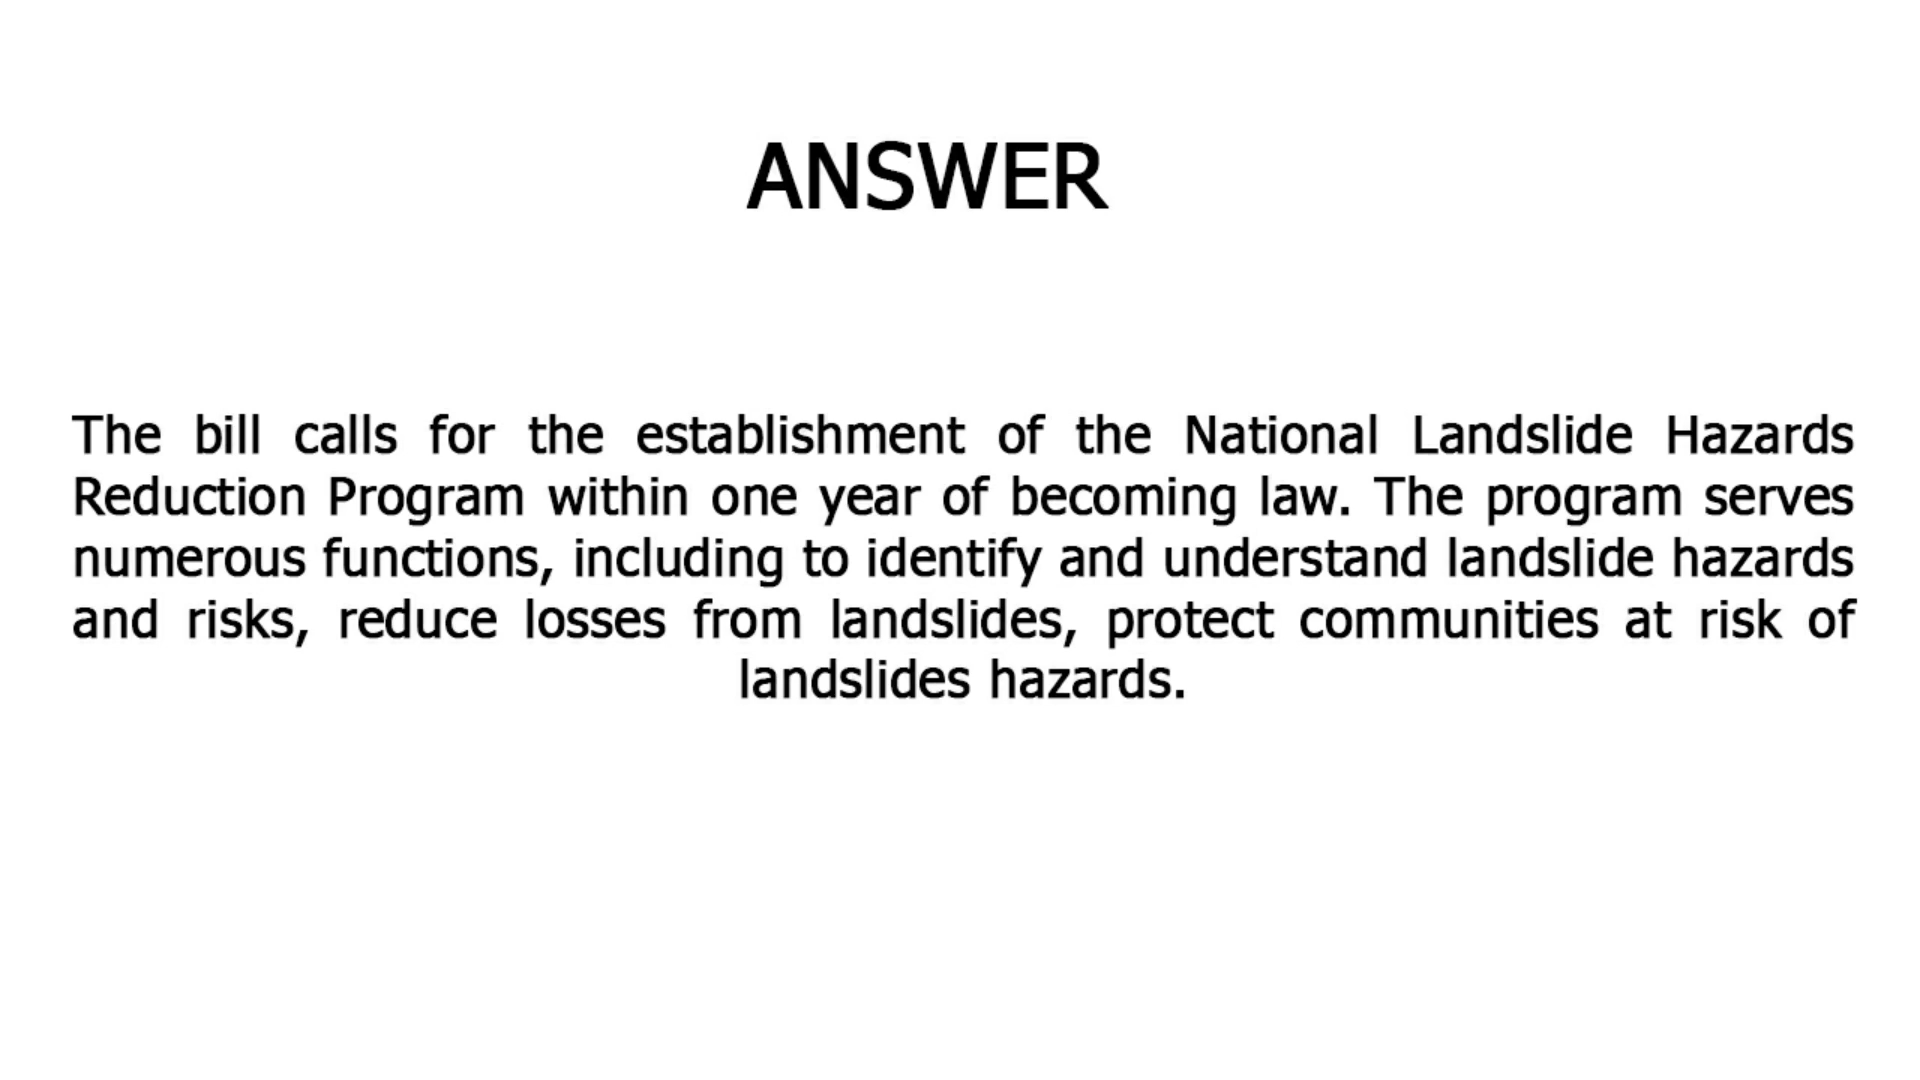 ANSWER
The bill calls for the establishment of the National Landslide Hazards
Reduction Program within one year of becoming law. The program serves
numerous functions, including to identify and understand landslide hazards
and risks, reduce losses from landslides, protect communities at risk of
landslides hazards.